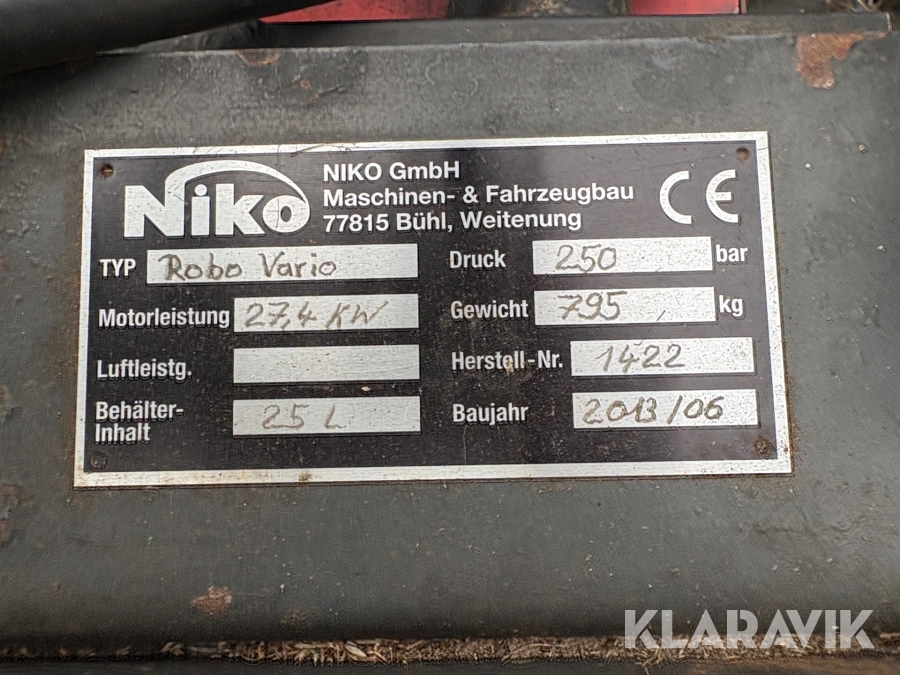 Niko
NIKO GmbH
Maschinen- & Fahrzeugbau
77815 Bühl, Weitenung
CE
TYP Robo Vario
Druck 250 bar
Motorleistung 27,4 KW
Gewicht 795 kg
Luftleistg.
Herstell-Nr. 1422
Behälter-
Inhalt 25 L
Baujahr 2013/06
KLARAVIK